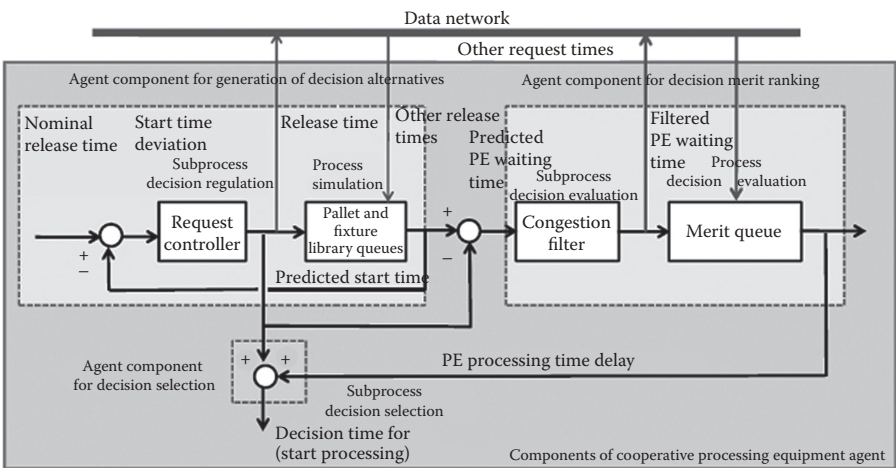 Data network
Other request times
Agent component for generation of decision alternatives
Agent component for decision merit ranking
Nominal
release time
Start time
deviation
Release time
Other release
times
Predicted
PE waiting
time
Filtered
PE waiting
time
Subprocess
decision regulation
Process
simulation
Subprocess
decision evaluation
Process
decision evaluation
Request
controller
Pallet and
fixture
library queues
Congestion
filter
Merit queue
+
−
+
−
Predicted start time
+ +
Agent component
for decision selection
PE processing time delay
Subprocess
decision selection
Decision time for
(start processing)
Components of cooperative processing equipment agent